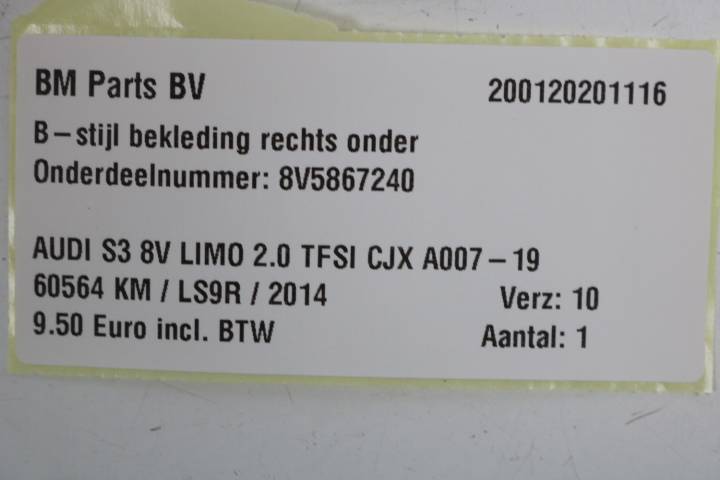 BM Parts BV 200120201116
B-stijl bekleding rechts onder
Onderdeelnummer: 8V5867240
AUDI S3 8V LIMO 2.0 TFSI CJX A007-19
60564 KM / LS9R / 2014 Verz: 10
9.50 Euro incl. BTW Aantal: 1